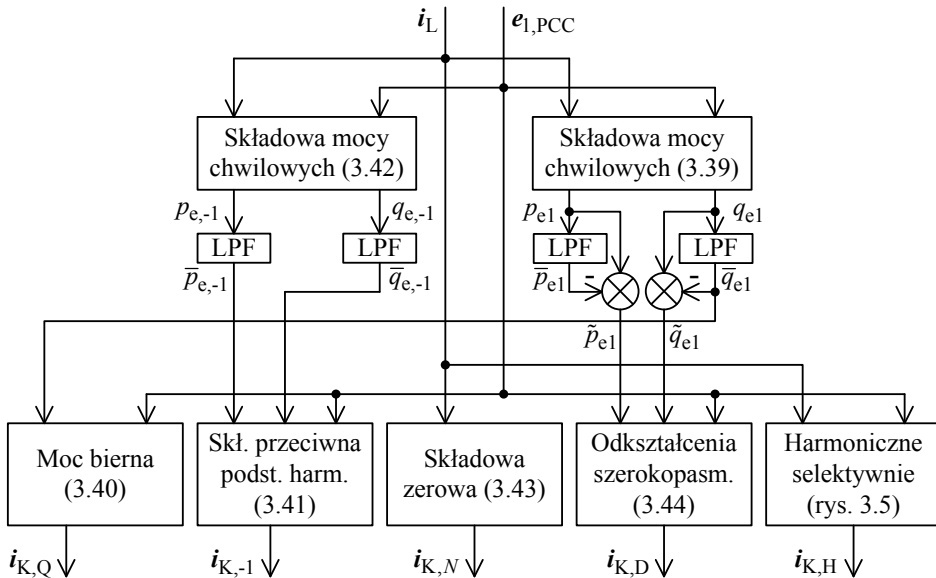 i_L e_1,PCC
Składowa mocy chwilowych (3.42)
Składowa mocy chwilowych (3.39)
p_e,-1 q_e,-1 p_e1 q_e1
LPF LPF LPF LPF
p̅_e,-1 q̅_e,-1 p̅_e1 - - q̅_e1
p̃_e1 q̃_e1
Moc bierna (3.40)
Skł. przeciwna podst. harm. (3.41)
Składowa zerowa (3.43)
Odkształcenia szerokopasm. (3.44)
Harmoniczne selektywnie (rys. 3.5)
i_K,Q i_K,-1 i_K,N i_K,D i_K,H